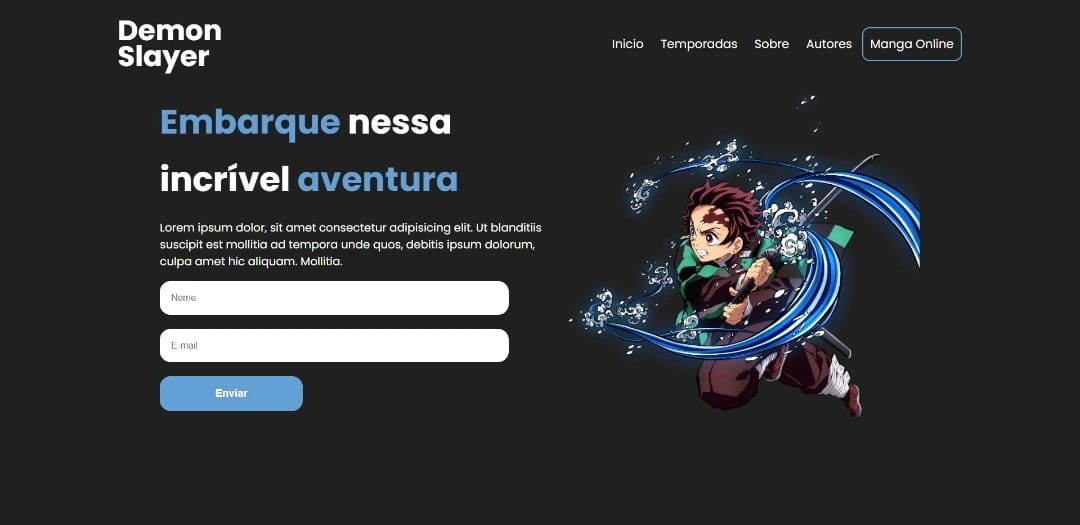 Demon
Slayer
Inicio Temporadas Sobre Autores Manga Online
Embarque nessa
incrível aventura
Lorem ipsum dolor, sit amet consectetur adipisicing elit. Ut blanditiis
suscipit est mollitia ad tempora unde quos, debitis ipsum dolorum,
culpa amet hic aliquam. Mollitia.
Nome
E-mail
Enviar